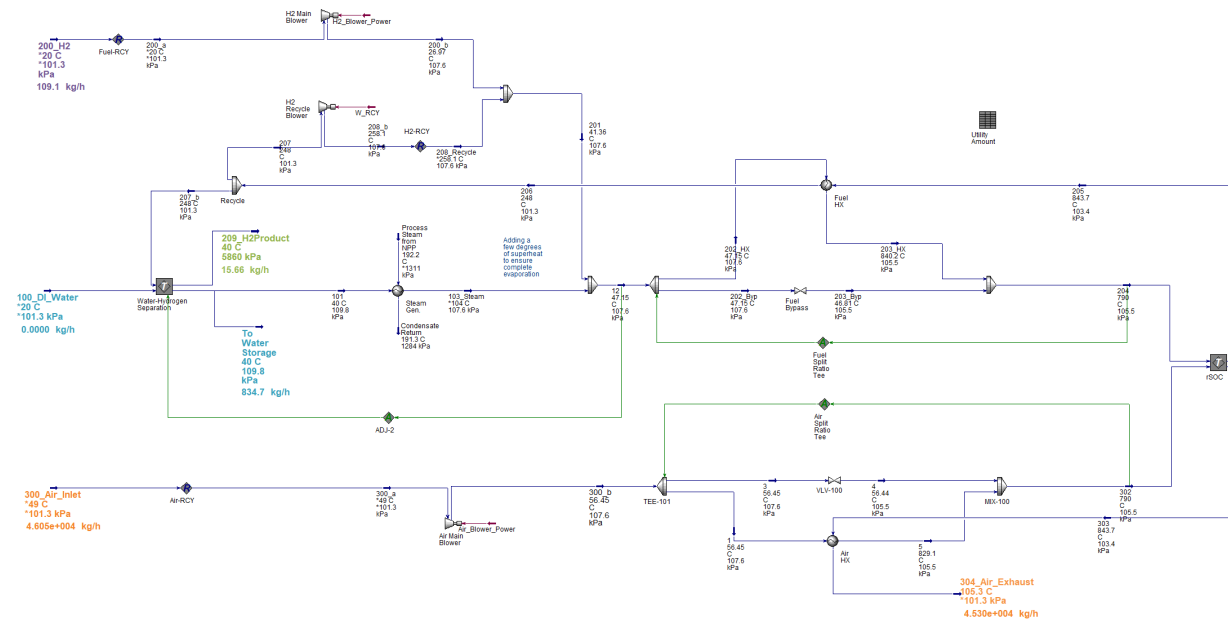 H2 Main
Blower
H2_Blower_Power
200_H2
*20 C
*101.3
kPa
109.1 kg/h
Fuel-RCY
200_a
*20 C
*101.3
kPa
200_b
26.97
C
107.6
kPa
H2
Recycle
Blower
W_RCY
208_b
258.1
C
107.6
kPa
H2-RCY
208_Recycle
*258.1 C
107.6 kPa
207
248
C
101.3
kPa
201
41.36
C
107.6
kPa
Utility
Amount
207_b
248 C
101.3
kPa
Recycle
206
248
C
101.3
kPa
Fuel
HX
205
843.7
C
103.4
kPa
209_H2Product
40 C
5860 kPa
15.66 kg/h
Process
Steam
from
NPP
192.2
C
*1311
kPa
Adding a
few degrees
of superheat
to ensure
complete
evaporation
202_HX
47.15 C
107.6
kPa
203_HX
840.2 C
105.5
kPa
100_DI_Water
*20 C
*101.3 kPa
0.0000 kg/h
Water-Hydrogen
Separation
101
40 C
109.8
kPa
Steam
Gen.
103_Steam
*104 C
107.6 kPa
12
47.15
C
107.6
kPa
202_Byp
47.15 C
107.6
kPa
Fuel
Bypass
203_Byp
46.81 C
105.5
kPa
204
790
C
105.5
kPa
To
Water
Storage
40 C
109.8
kPa
834.7 kg/h
Condensate
Return
191.3 C
1284 kPa
Fuel
Split
Ratio
Tee
rSOC
ADJ-2
Air
Split
Ratio
Tee
300_Air_Inlet
*49 C
*101.3 kPa
4.605e+004 kg/h
Air-RCY
300_a
*49 C
*101.3
kPa
Air Main
Blower
Air_Blower_Power
300_b
56.45
C
107.6
kPa
TEE-101
3
56.45
C
107.6
kPa
VLV-100
4
56.44
C
105.5
kPa
MIX-100
302
790
C
105.5
kPa
1
56.45
C
107.6
kPa
Air
HX
5
829.1
C
105.5
kPa
303
843.7
C
103.4
kPa
304_Air_Exhaust
105.3 C
*101.3 kPa
4.530e+004 kg/h